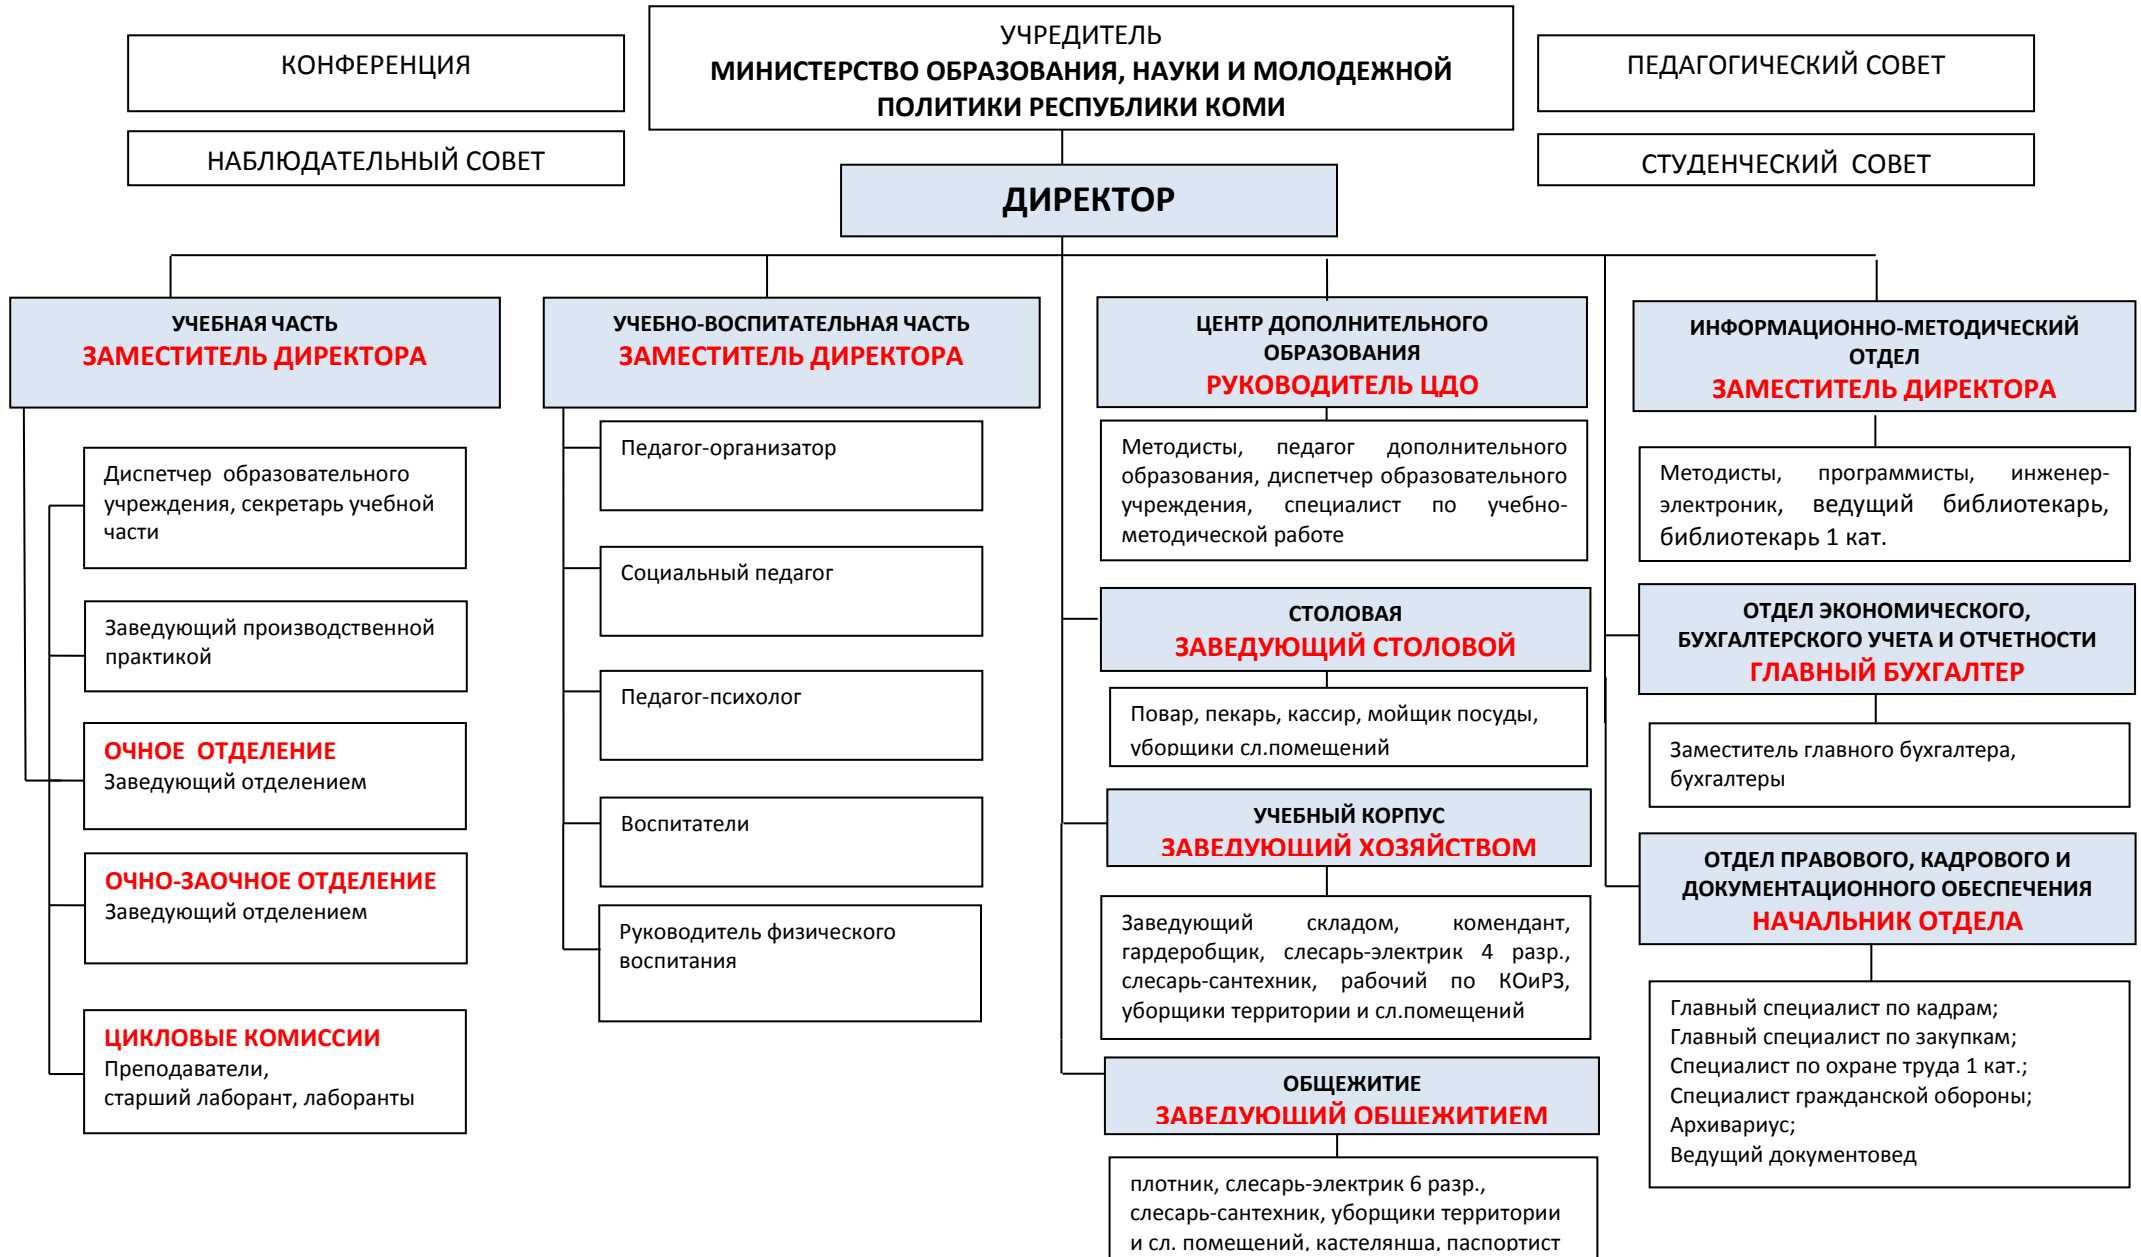 КОНФЕРЕНЦИЯ
НАБЛЮДАТЕЛЬНЫЙ СОВЕТ
УЧРЕДИТЕЛЬ
МИНИСТЕРСТВО ОБРАЗОВАНИЯ, НАУКИ И МОЛОДЕЖНОЙ
ПОЛИТИКИ РЕСПУБЛИКИ КОМИ
ПЕДАГОГИЧЕСКИЙ СОВЕТ
СТУДЕНЧЕСКИЙ СОВЕТ
ДИРЕКТОР
УЧЕБНАЯ ЧАСТЬ
ЗАМЕСТИТЕЛЬ ДИРЕКТОРА
Диспетчер образовательного
учреждения, секретарь учебной
части
Заведующий производственной
практикой
ОЧНОЕ ОТДЕЛЕНИЕ
Заведующий отделением
ОЧНО-ЗАОЧНОЕ ОТДЕЛЕНИЕ
Заведующий отделением
ЦИКЛОВЫЕ КОМИССИИ
Преподаватели,
старший лаборант, лаборанты
УЧЕБНО-ВОСПИТАТЕЛЬНАЯ ЧАСТЬ
ЗАМЕСТИТЕЛЬ ДИРЕКТОРА
Педагог-организатор
Социальный педагог
Педагог-психолог
Воспитатели
Руководитель физического
воспитания
ЦЕНТР ДОПОЛНИТЕЛЬНОГО
ОБРАЗОВАНИЯ
РУКОВОДИТЕЛЬ ЦДО
Методисты, педагог дополнительного
образования, диспетчер образовательного
учреждения, специалист по учебно-
методической работе
СТОЛОВАЯ
ЗАВЕДУЮЩИЙ СТОЛОВОЙ
Повар, пекарь, кассир, мойщик посуды,
уборщики сл.помещений
УЧЕБНЫЙ КОРПУС
ЗАВЕДУЮЩИЙ ХОЗЯЙСТВОМ
Заведующий складом, комендант,
гардеробщик, слесарь-электрик 4 разр.,
слесарь-сантехник, рабочий по КОиРЗ,
уборщики территории и сл.помещений
ОБЩЕЖИТИЕ
ЗАВЕДУЮЩИЙ ОБЩЕЖИТИЕМ
плотник, слесарь-электрик 6 разр.,
слесарь-сантехник, уборщики территории
и сл. помещений, кастелянша, паспортист
ИНФОРМАЦИОННО-МЕТОДИЧЕСКИЙ
ОТДЕЛ
ЗАМЕСТИТЕЛЬ ДИРЕКТОРА
Методисты, программисты, инженер-
электроник, ведущий библиотекарь,
библиотекарь 1 кат.
ОТДЕЛ ЭКОНОМИЧЕСКОГО,
БУХГАЛТЕРСКОГО УЧЕТА И ОТЧЕТНОСТИ
ГЛАВНЫЙ БУХГАЛТЕР
Заместитель главного бухгалтера,
бухгалтеры
ОТДЕЛ ПРАВОВОГО, КАДРОВОГО И
ДОКУМЕНТАЦИОННОГО ОБЕСПЕЧЕНИЯ
НАЧАЛЬНИК ОТДЕЛА
Главный специалист по кадрам;
Главный специалист по закупкам;
Специалист по охране труда 1 кат.;
Специалист гражданской обороны;
Архивариус;
Ведущий документовед